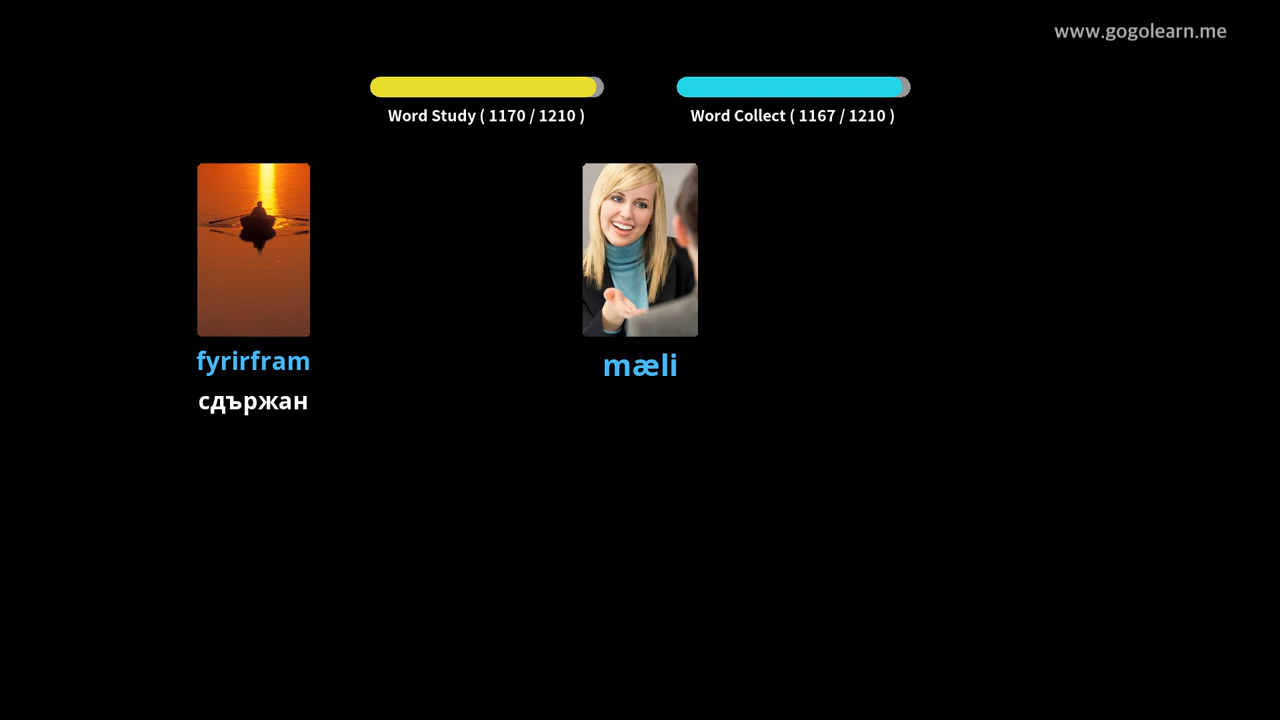 www.gogolearn.me
Word Study ( 1170 / 1210 )
Word Collect ( 1167 / 1210 )
fyrirfram
сдържан
mæli